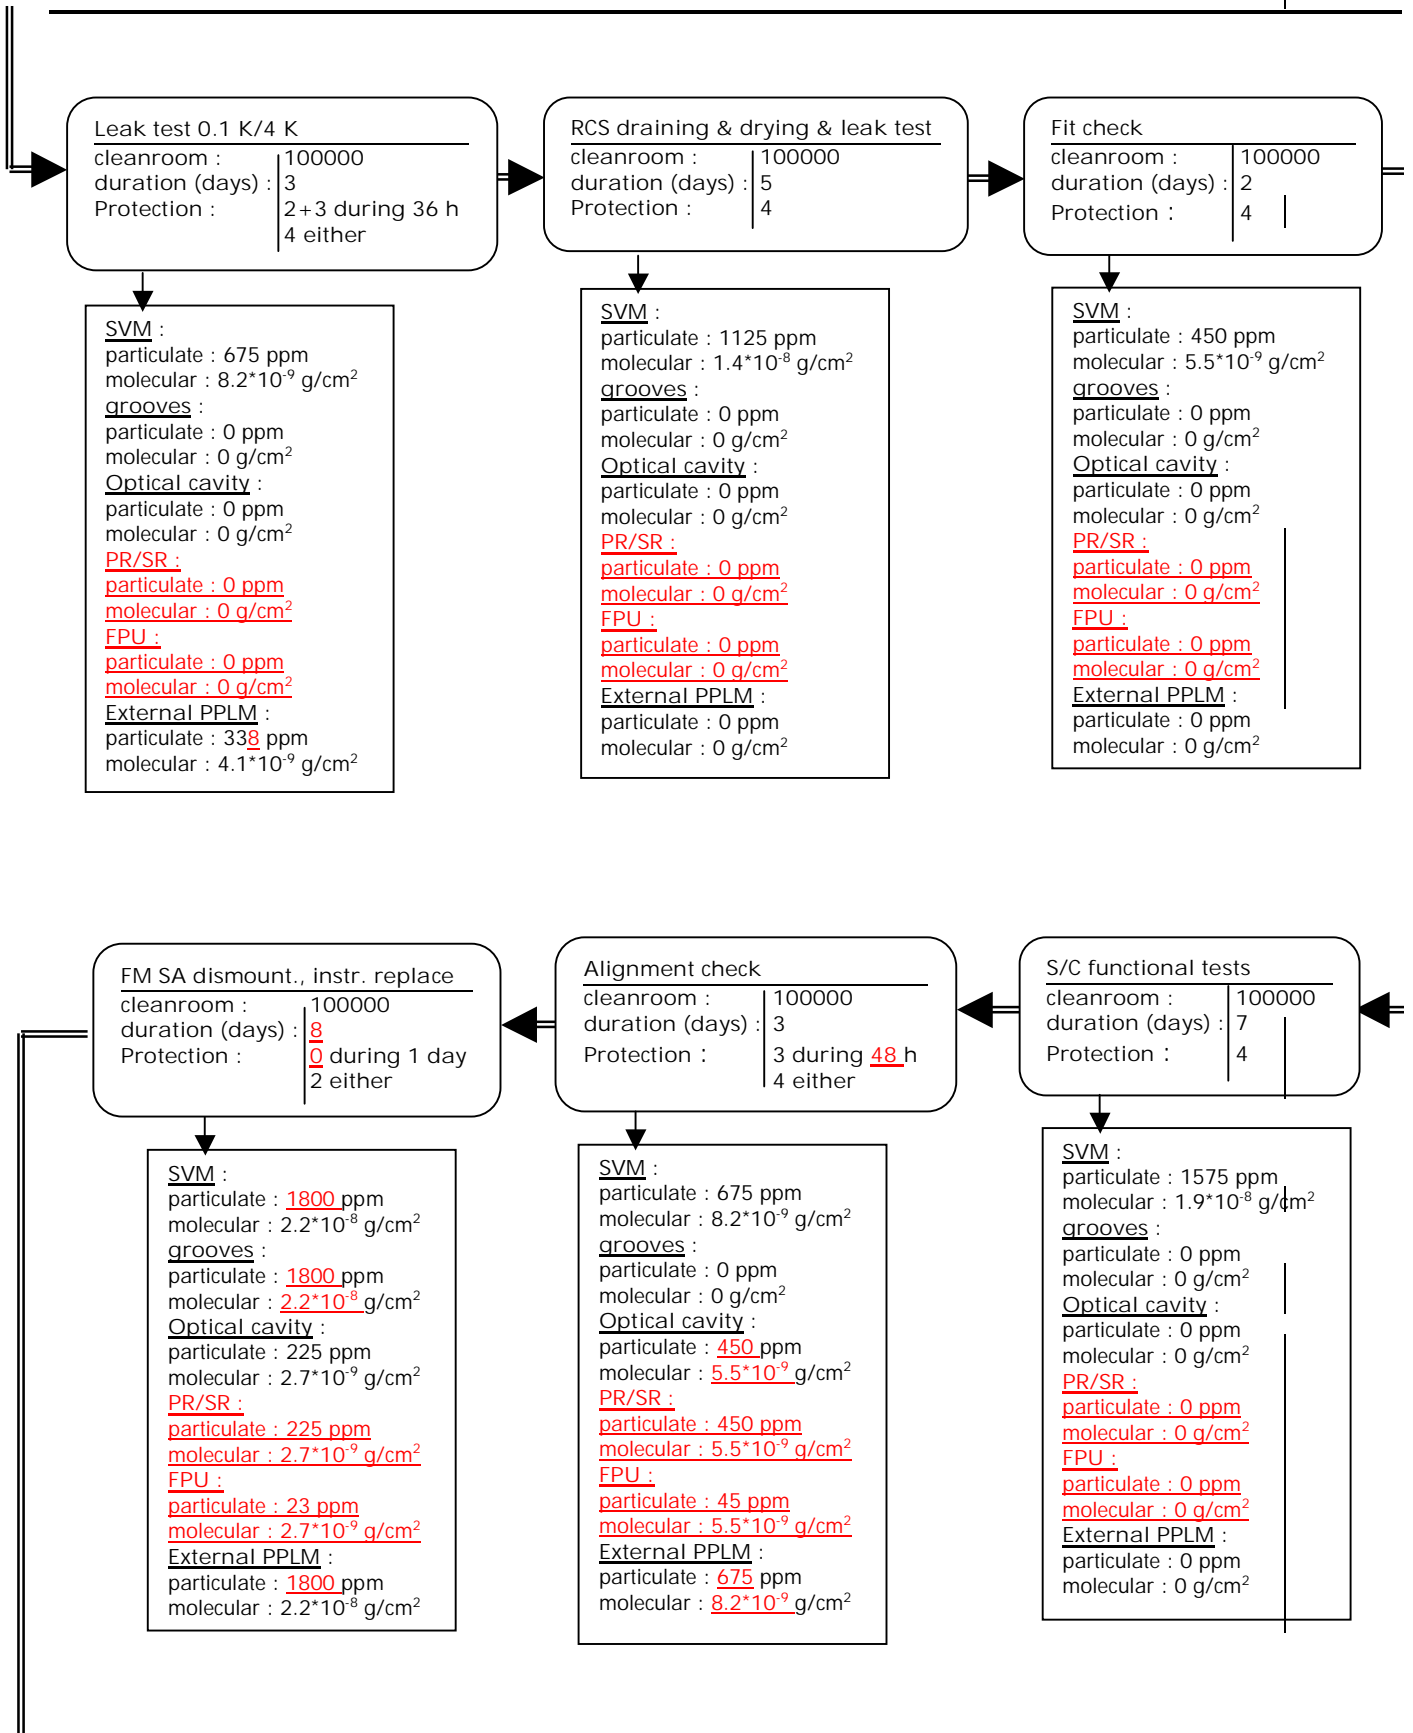 Leak test 0.1 K/4 K
cleanroom : 100000
duration (days) : 3
Protection : 2+3 during 36 h
4 either
SVM :
particulate : 675 ppm
molecular : 8.2*10⁻⁹ g/cm²
grooves :
particulate : 0 ppm
molecular : 0 g/cm²
Optical cavity :
particulate : 0 ppm
molecular : 0 g/cm²
PR/SR :
particulate : 0 ppm
molecular : 0 g/cm²
FPU :
particulate : 0 ppm
molecular : 0 g/cm²
External PPLM :
particulate : 338 ppm
molecular : 4.1*10⁻⁹ g/cm²
RCS draining & drying & leak test
cleanroom : 100000
duration (days) : 5
Protection : 4
SVM :
particulate : 1125 ppm
molecular : 1.4*10⁻⁸ g/cm²
grooves :
particulate : 0 ppm
molecular : 0 g/cm²
Optical cavity :
particulate : 0 ppm
molecular : 0 g/cm²
PR/SR :
particulate : 0 ppm
molecular : 0 g/cm²
FPU :
particulate : 0 ppm
molecular : 0 g/cm²
External PPLM :
particulate : 0 ppm
molecular : 0 g/cm²
Fit check
cleanroom : 100000
duration (days) : 2
Protection : 4
SVM :
particulate : 450 ppm
molecular : 5.5*10⁻⁹ g/cm²
grooves :
particulate : 0 ppm
molecular : 0 g/cm²
Optical cavity :
particulate : 0 ppm
molecular : 0 g/cm²
PR/SR :
particulate : 0 ppm
molecular : 0 g/cm²
FPU :
particulate : 0 ppm
molecular : 0 g/cm²
External PPLM :
particulate : 0 ppm
molecular : 0 g/cm²
FM SA dismount., instr. replace
cleanroom : 100000
duration (days) : 8
Protection : 0 during 1 day
2 either
SVM :
particulate : 1800 ppm
molecular : 2.2*10⁻⁸ g/cm²
grooves :
particulate : 1800 ppm
molecular : 2.2*10⁻⁸ g/cm²
Optical cavity :
particulate : 225 ppm
molecular : 2.7*10⁻⁹ g/cm²
PR/SR :
particulate : 225 ppm
molecular : 2.7*10⁻⁹ g/cm²
FPU :
particulate : 23 ppm
molecular : 2.7*10⁻⁹ g/cm²
External PPLM :
particulate : 1800 ppm
molecular : 2.2*10⁻⁸ g/cm²
Alignment check
cleanroom : 100000
duration (days) : 3
Protection : 3 during 48 h
4 either
SVM :
particulate : 675 ppm
molecular : 8.2*10⁻⁹ g/cm²
grooves :
particulate : 0 ppm
molecular : 0 g/cm²
Optical cavity :
particulate : 450 ppm
molecular : 5.5*10⁻⁹ g/cm²
PR/SR :
particulate : 450 ppm
molecular : 5.5*10⁻⁹ g/cm²
FPU :
particulate : 45 ppm
molecular : 5.5*10⁻⁹ g/cm²
External PPLM :
particulate : 675 ppm
molecular : 8.2*10⁻⁹ g/cm²
S/C functional tests
cleanroom : 100000
duration (days) : 7
Protection : 4
SVM :
particulate : 1575 ppm
molecular : 1.9*10⁻⁸ g/cm²
grooves :
particulate : 0 ppm
molecular : 0 g/cm²
Optical cavity :
particulate : 0 ppm
molecular : 0 g/cm²
PR/SR :
particulate : 0 ppm
molecular : 0 g/cm²
FPU :
particulate : 0 ppm
molecular : 0 g/cm²
External PPLM :
particulate : 0 ppm
molecular : 0 g/cm²